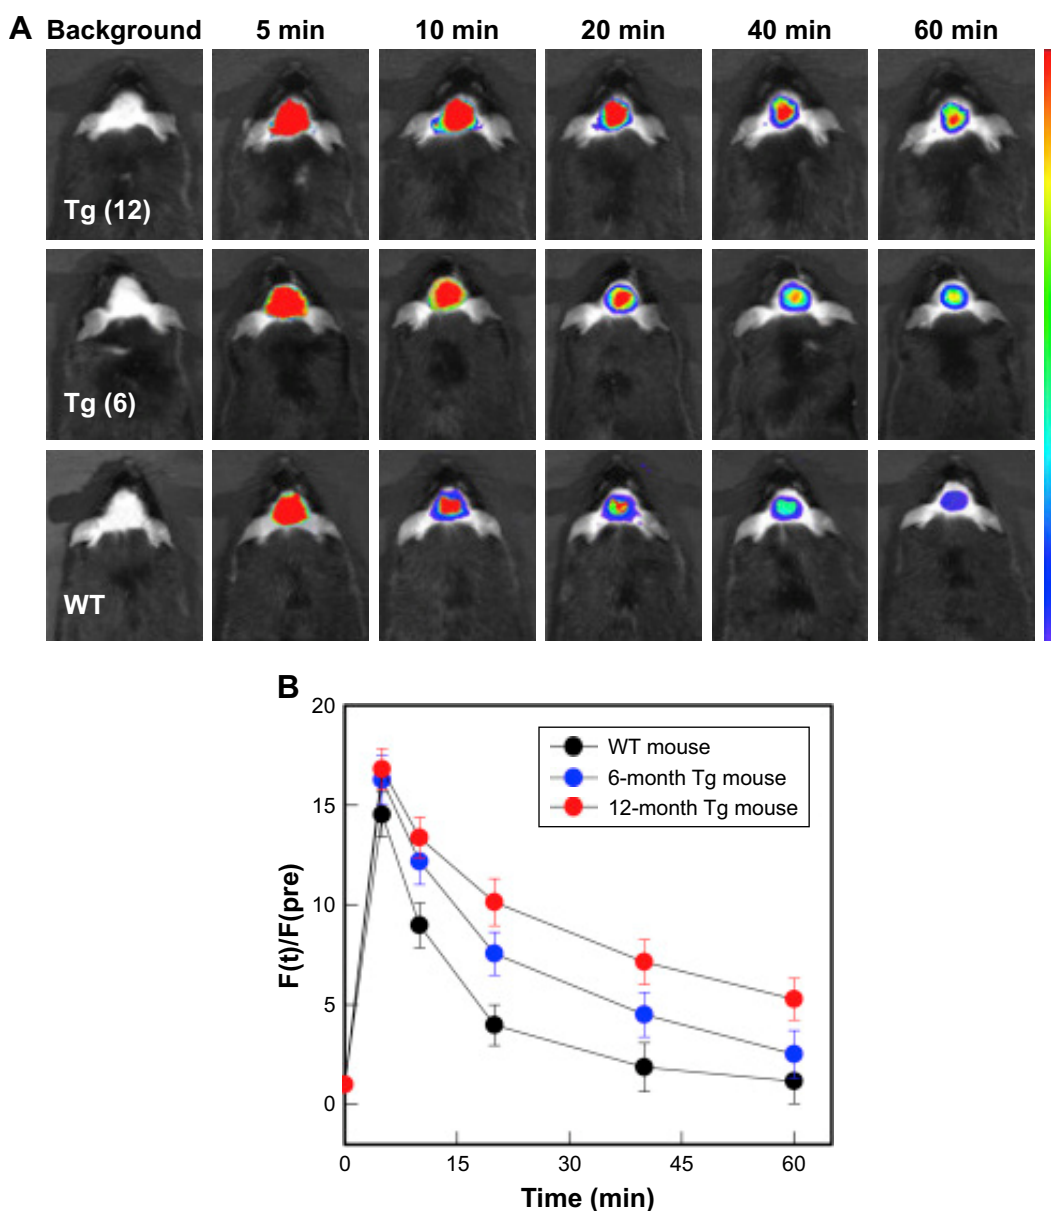 A Background 5 min 10 min 20 min 40 min 60 min
Tg (12)
Tg (6)
WT
B
20
15
10
5
0
F(t)/F(pre)
WT mouse
6-month Tg mouse
12-month Tg mouse
0 15 30 45 60
Time (min)